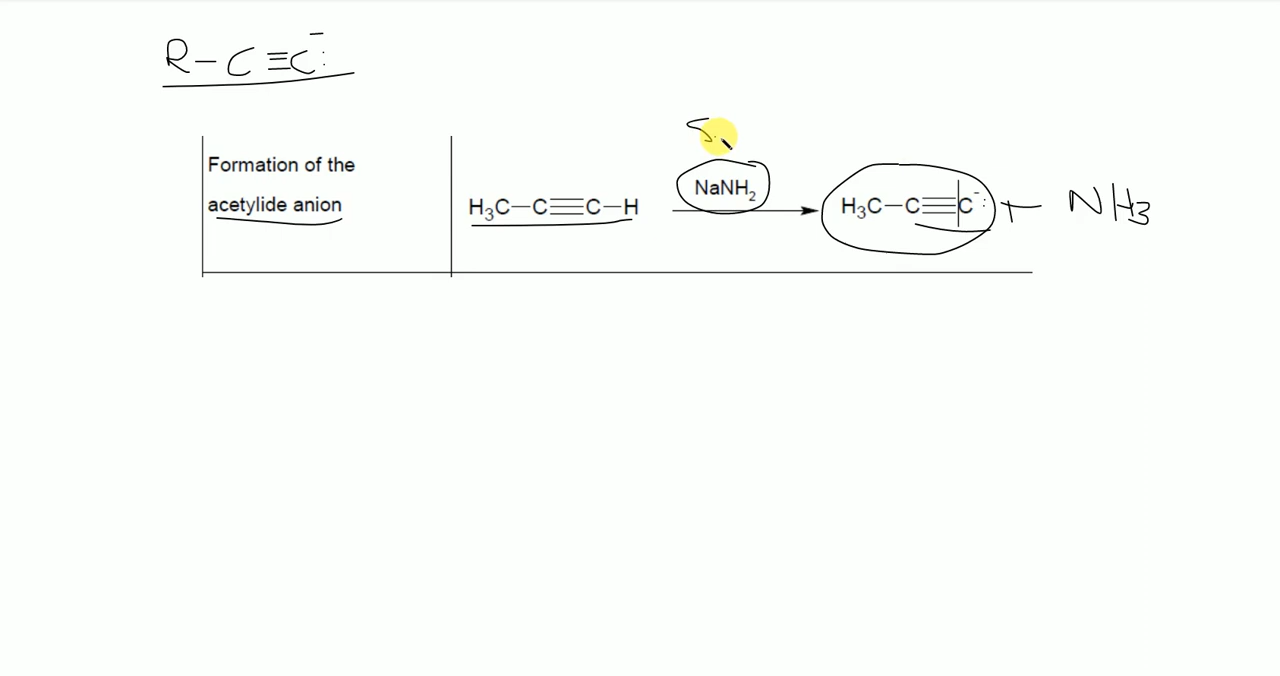 R-C≡C:⁻
Formation of the
acetylide anion
H₃C-C≡C-H
NaNH₂
H₃C-C≡C:⁻ + NH₃